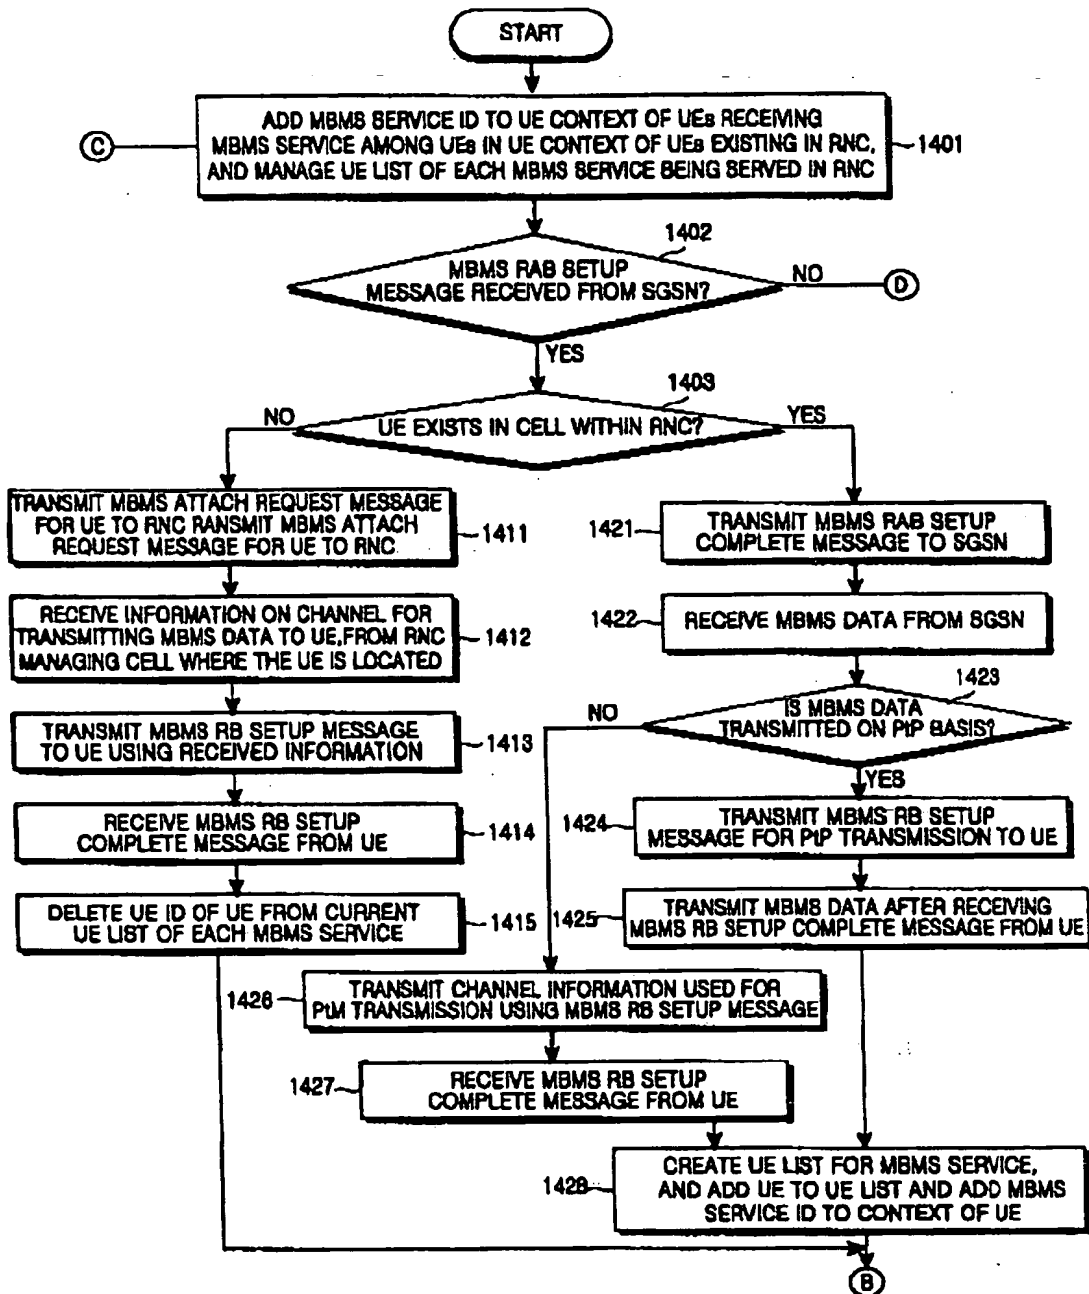 START
C
ADD MBMS SERVICE ID TO UE CONTEXT OF UEs RECEIVING
MBMS SERVICE AMONG UEs IN UE CONTEXT OF UEs EXISTING IN RNC,
AND MANAGE UE LIST OF EACH MBMS SERVICE BEING SERVED IN RNC
1401
1402
MBMS RAB SETUP
MESSAGE RECEIVED FROM SGSN?
NO
D
YES
1403
NO
UE EXISTS IN CELL WITHIN RNC?
YES
TRANSMIT MBMS ATTACH REQUEST MESSAGE
FOR UE TO RNC RANSMIT MBMS ATTACH
REQUEST MESSAGE FOR UE TO RNC
1411
1421
TRANSMIT MBMS RAB SETUP
COMPLETE MESSAGE TO SGSN
RECEIVE INFORMATION ON CHANNEL FOR
TRANSMITTING MBMS DATA TO UE, FROM RNC
MANAGING CELL WHERE THE UE IS LOCATED
1412
1422
RECEIVE MBMS DATA FROM SGSN
1423
NO
IS MBMS DATA
TRANSMITTED ON PtP BASIS?
YES
TRANSMIT MBMS RB SETUP MESSAGE
TO UE USING RECEIVED INFORMATION
1413
1424
TRANSMIT MBMS RB SETUP
MESSAGE FOR PtP TRANSMISSION TO UE
RECEIVE MBMS RB SETUP
COMPLETE MESSAGE FROM UE
1414
1425
TRANSMIT MBMS DATA AFTER RECEIVING
MBMS RB SETUP COMPLETE MESSAGE FROM UE
DELETE UE ID OF UE FROM CURRENT
UE LIST OF EACH MBMS SERVICE
1415
1426
TRANSMIT CHANNEL INFORMATION USED FOR
PtM TRANSMISSION USING MBMS RB SETUP MESSAGE
1427
RECEIVE MBMS RB SETUP
COMPLETE MESSAGE FROM UE
1428
CREATE UE LIST FOR MBMS SERVICE,
AND ADD UE TO UE LIST AND ADD MBMS
SERVICE ID TO CONTEXT OF UE
B